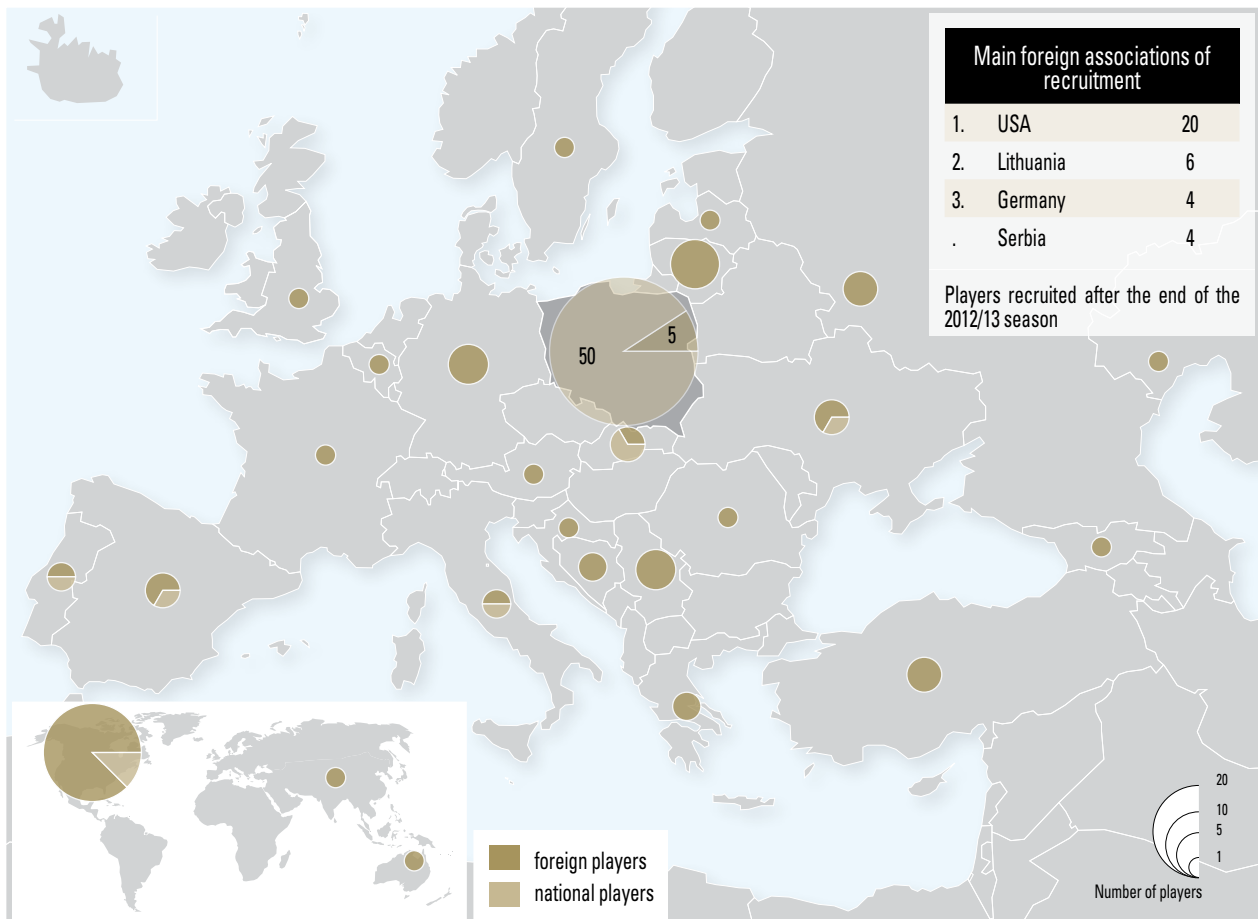 Main foreign associations of
recruitment
1. USA 20
2. Lithuania 6
3. Germany 4
. Serbia 4
Players recruited after the end of the
2012/13 season
5
50
20
10
5
1
Number of players
foreign players
national players